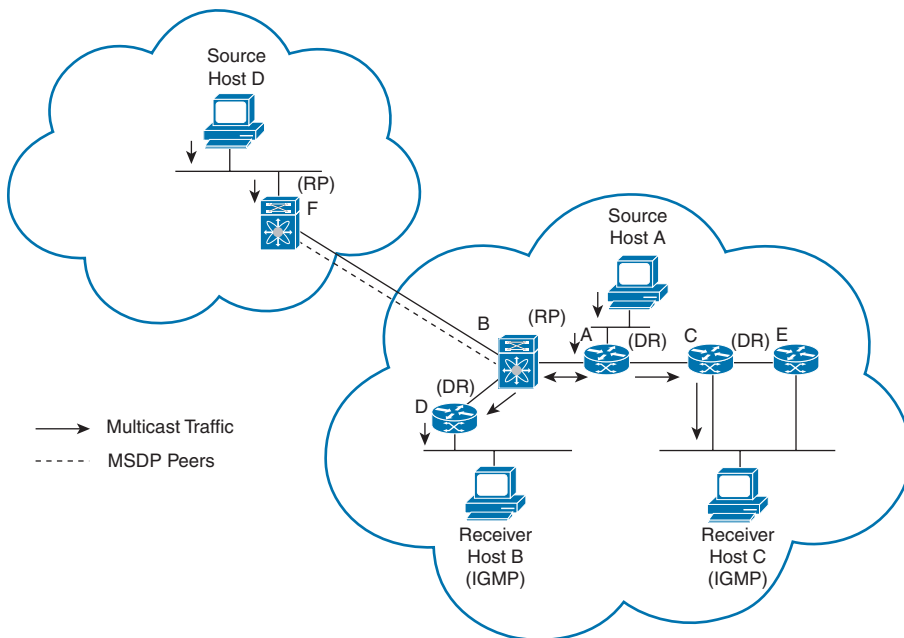 Source
Host D
(RP)
F
Source
Host A
B
(RP)
A
(DR)
C
(DR)
E
(DR)
D
Multicast Traffic
MSDP Peers
Receiver
Host B
(IGMP)
Receiver
Host C
(IGMP)